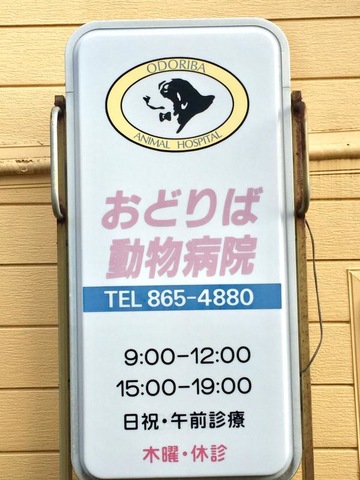 ODORIBA
ANIMAL HOSPITAL
おどりば
動物病院
TEL 865-4880
9:00-12:00
15:00-19:00
日祝・午前診療
木曜・休診